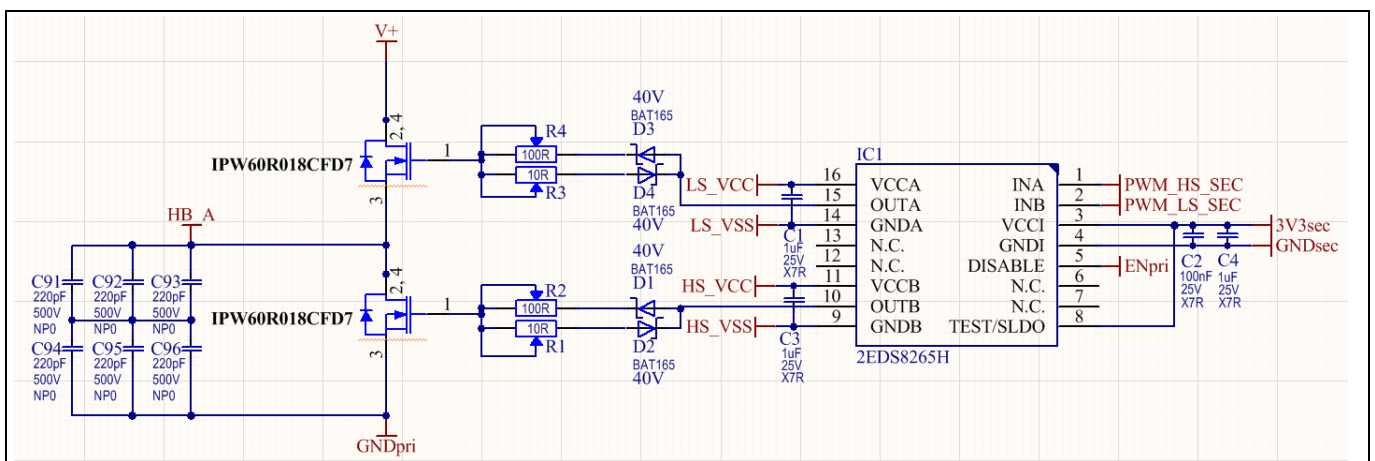 V+
2, 4
IPW60R018CFD7
1
3
HB_A
R4
100R
10R
R3
40V
BAT165
D3
D4
BAT165
40V
C91
220pF
500V
NP0
C92
220pF
500V
NP0
C93
220pF
500V
NP0
C94
220pF
500V
NP0
C95
220pF
500V
NP0
C96
220pF
500V
NP0
2, 4
IPW60R018CFD7
1
3
GNDpri
R2
100R
10R
R1
40V
BAT165
D1
D2
BAT165
40V
LS_VCC
LS_VSS
C1
1uF
25V
X7R
HS_VCC
HS_VSS
C3
1uF
25V
X7R
IC1
16 VCCA
15 OUTA
14 GNDA
13 N.C.
12 N.C.
11 VCCB
10 OUTB
9 GNDB
INA 1 PWM_HS_SEC
INB 2 PWM_LS_SEC
VCCI 3 3V3sec
GNDI 4 GNDsec
DISABLE 5 ENpri
N.C. 6
N.C. 7
TEST/SLDO 8
2EDS8265H
C2
100nF
25V
X7R
C4
1uF
25V
X7R